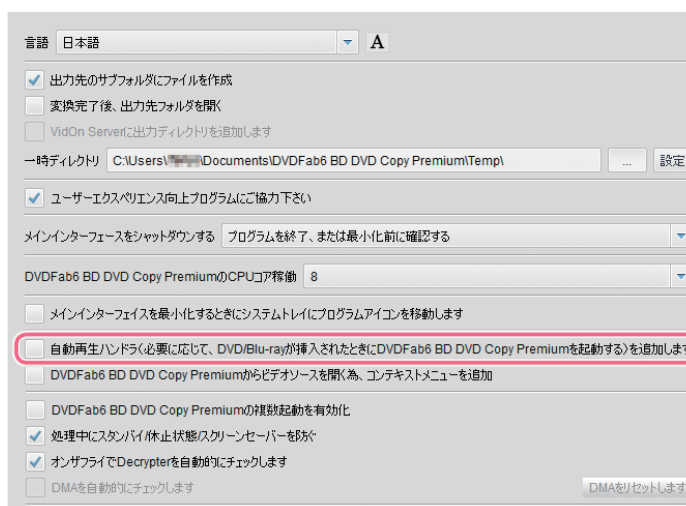 言語 日本語 A
出力先のサブフォルダにファイルを作成
変換完了後、出力先フォルダを開く
VidOn Serverに出力ディレクトリを追加します
一時ディレクトリ C:\Users\ \Documents\DVDFab6 BD DVD Copy Premium\Temp\ ... 設定
ユーザーエクスペリエンス向上プログラムにご協力下さい
メインインターフェースをシャットダウンする プログラムを終了、または最小化前に確認する
DVDFab6 BD DVD Copy PremiumのCPUコア稼働 8
メインインターフェイスを最小化するときにシステムトレイにプログラムアイコンを移動します
自動再生ハンドラ(必要に応じて、DVD/Blu-rayが挿入されたときにDVDFab6 BD DVD Copy Premiumを起動する)を追加します
DVDFab6 BD DVD Copy Premiumからビデオソースを開く為、コンテキストメニューを追加
DVDFab6 BD DVD Copy Premiumの複数起動を有効化
処理中にスタンバイ/休止状態/スクリーンセーバーを防ぐ
オンザフライでDecrypterを自動的にチェックします
DMAを自動的にチェックします DMAをリセットします